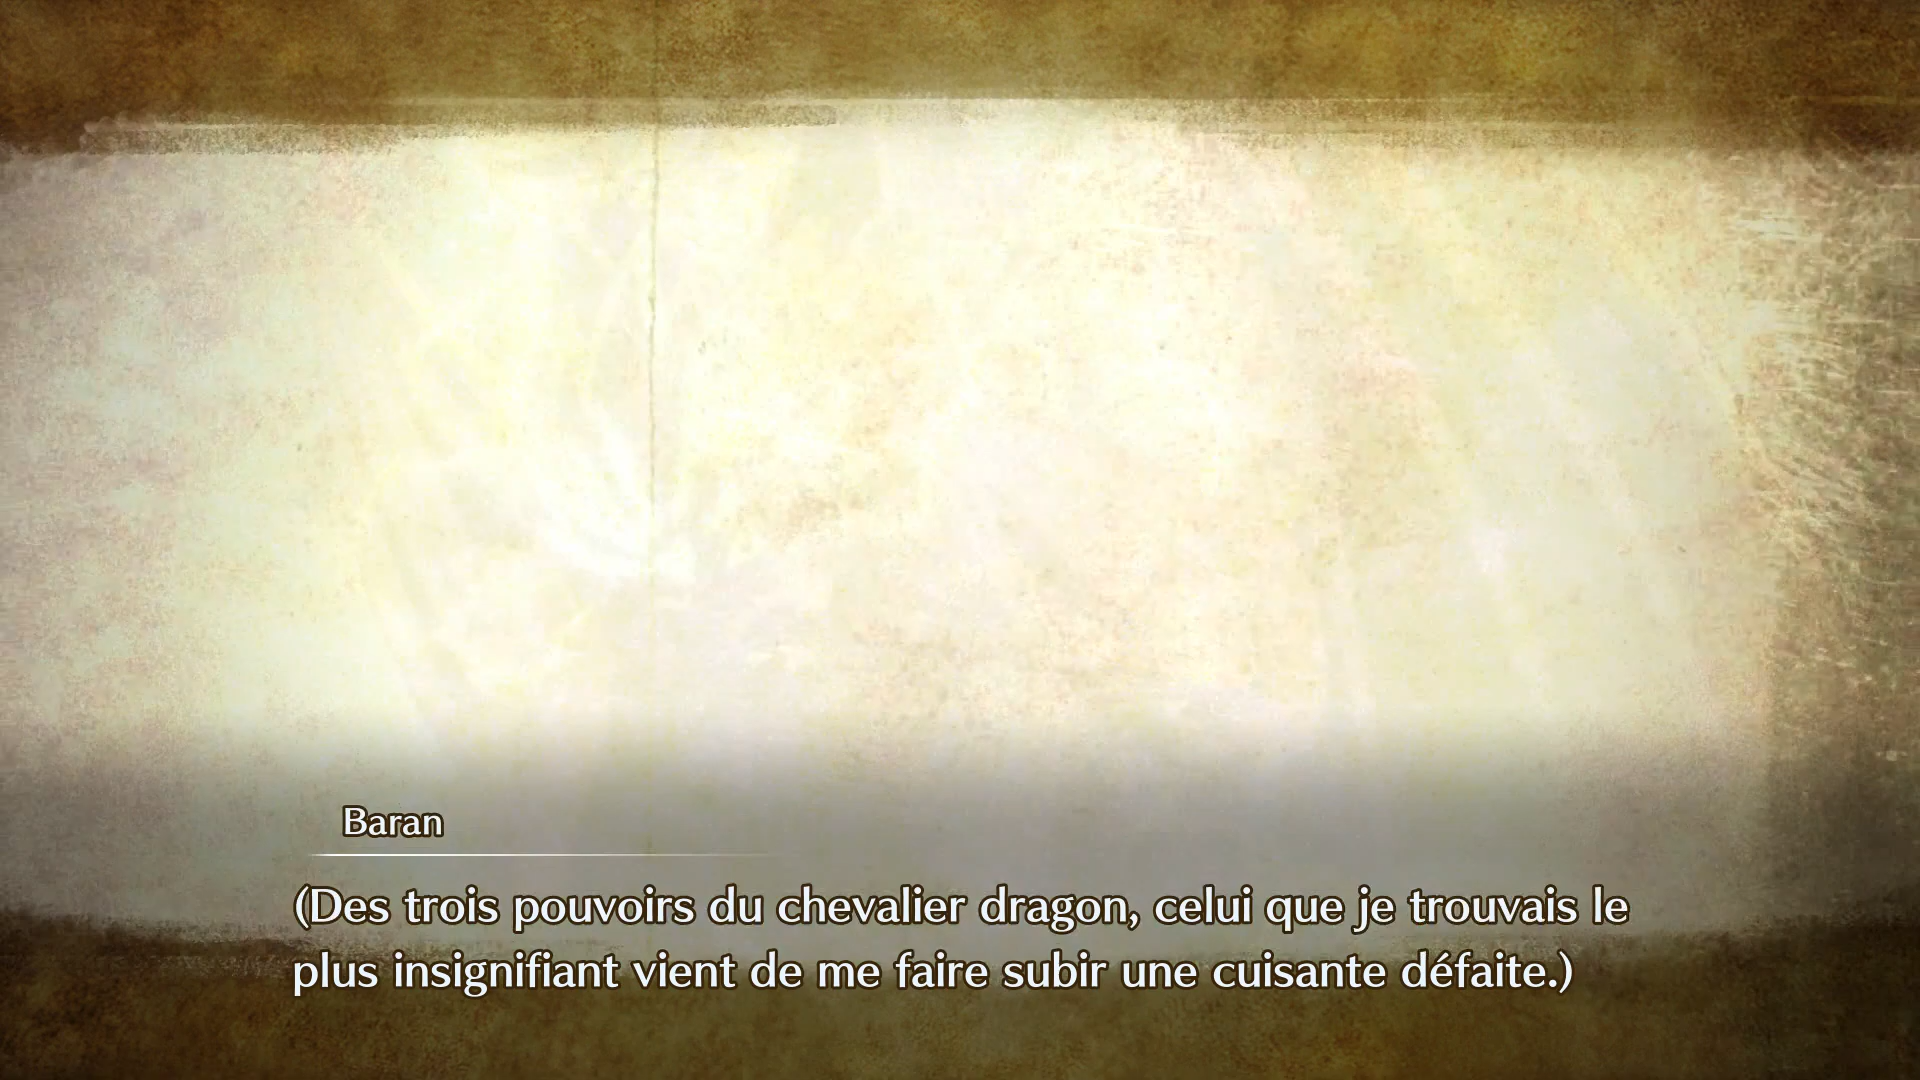 Baran
(Des trois pouvoirs du chevalier dragon, celui que je trouvais le
plus insignifiant vient de me faire subir une cuisante défaite.)